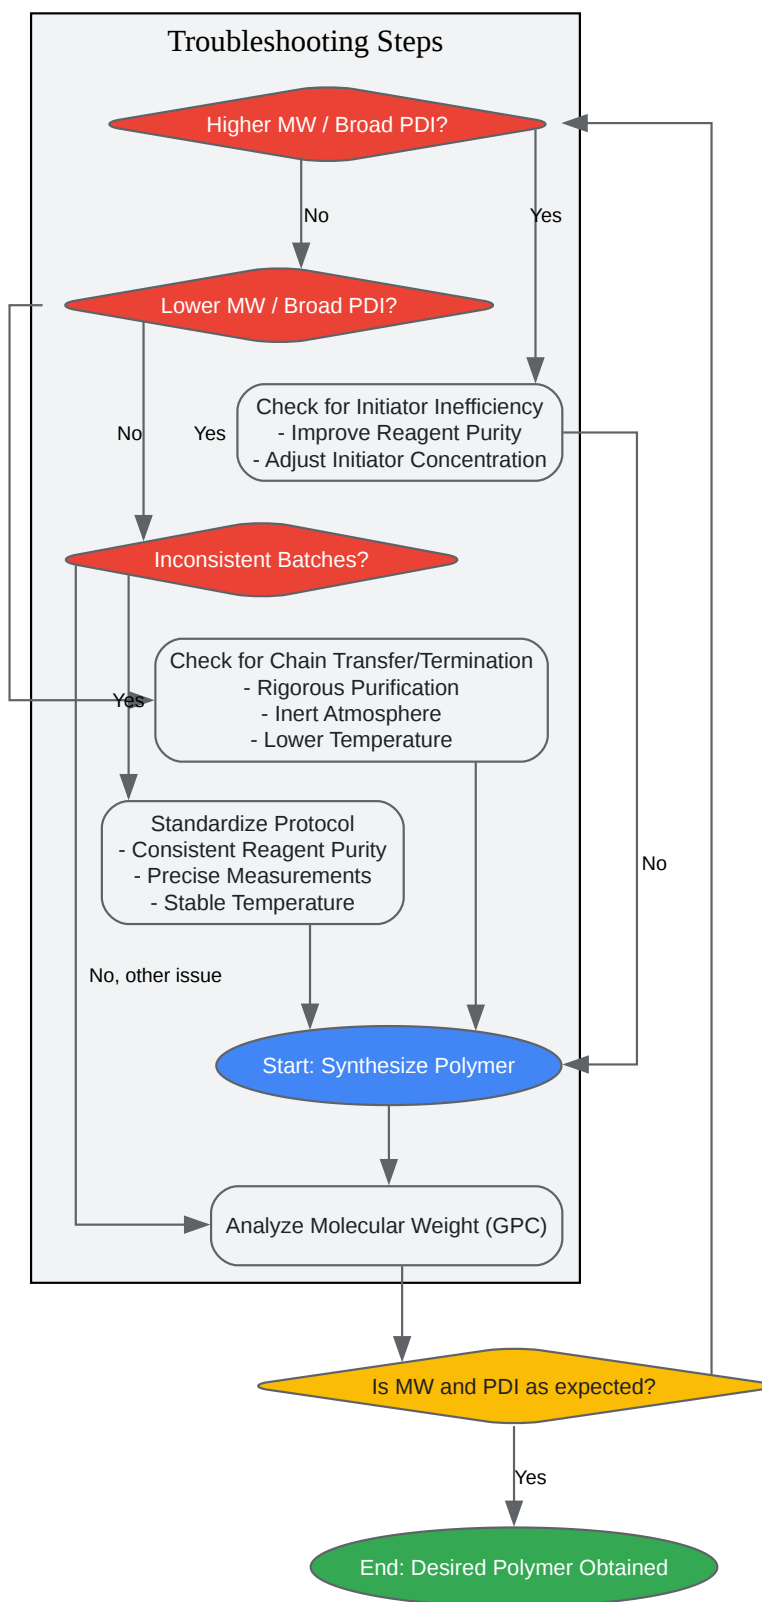 Troubleshooting Steps
Higher MW / Broad PDI?
No
Yes
Lower MW / Broad PDI?
Check for Initiator Inefficiency
- Improve Reagent Purity
- Adjust Initiator Concentration
No
Yes
Inconsistent Batches?
Check for Chain Transfer/Termination
- Rigorous Purification
- Inert Atmosphere
- Lower Temperature
Yes
Standardize Protocol
- Consistent Reagent Purity
- Precise Measurements
- Stable Temperature
No
No, other issue
Start: Synthesize Polymer
Analyze Molecular Weight (GPC)
Is MW and PDI as expected?
Yes
End: Desired Polymer Obtained